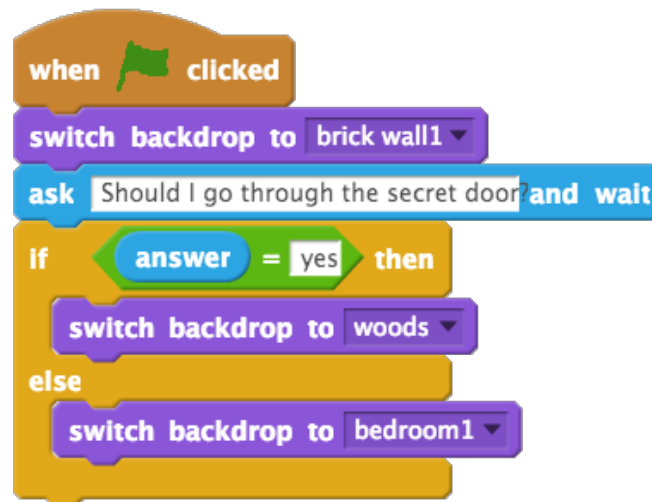 when clicked
switch backdrop to brick wall1
ask Should I go through the secret door? and wait
if answer = yes then
switch backdrop to woods
else
switch backdrop to bedroom1